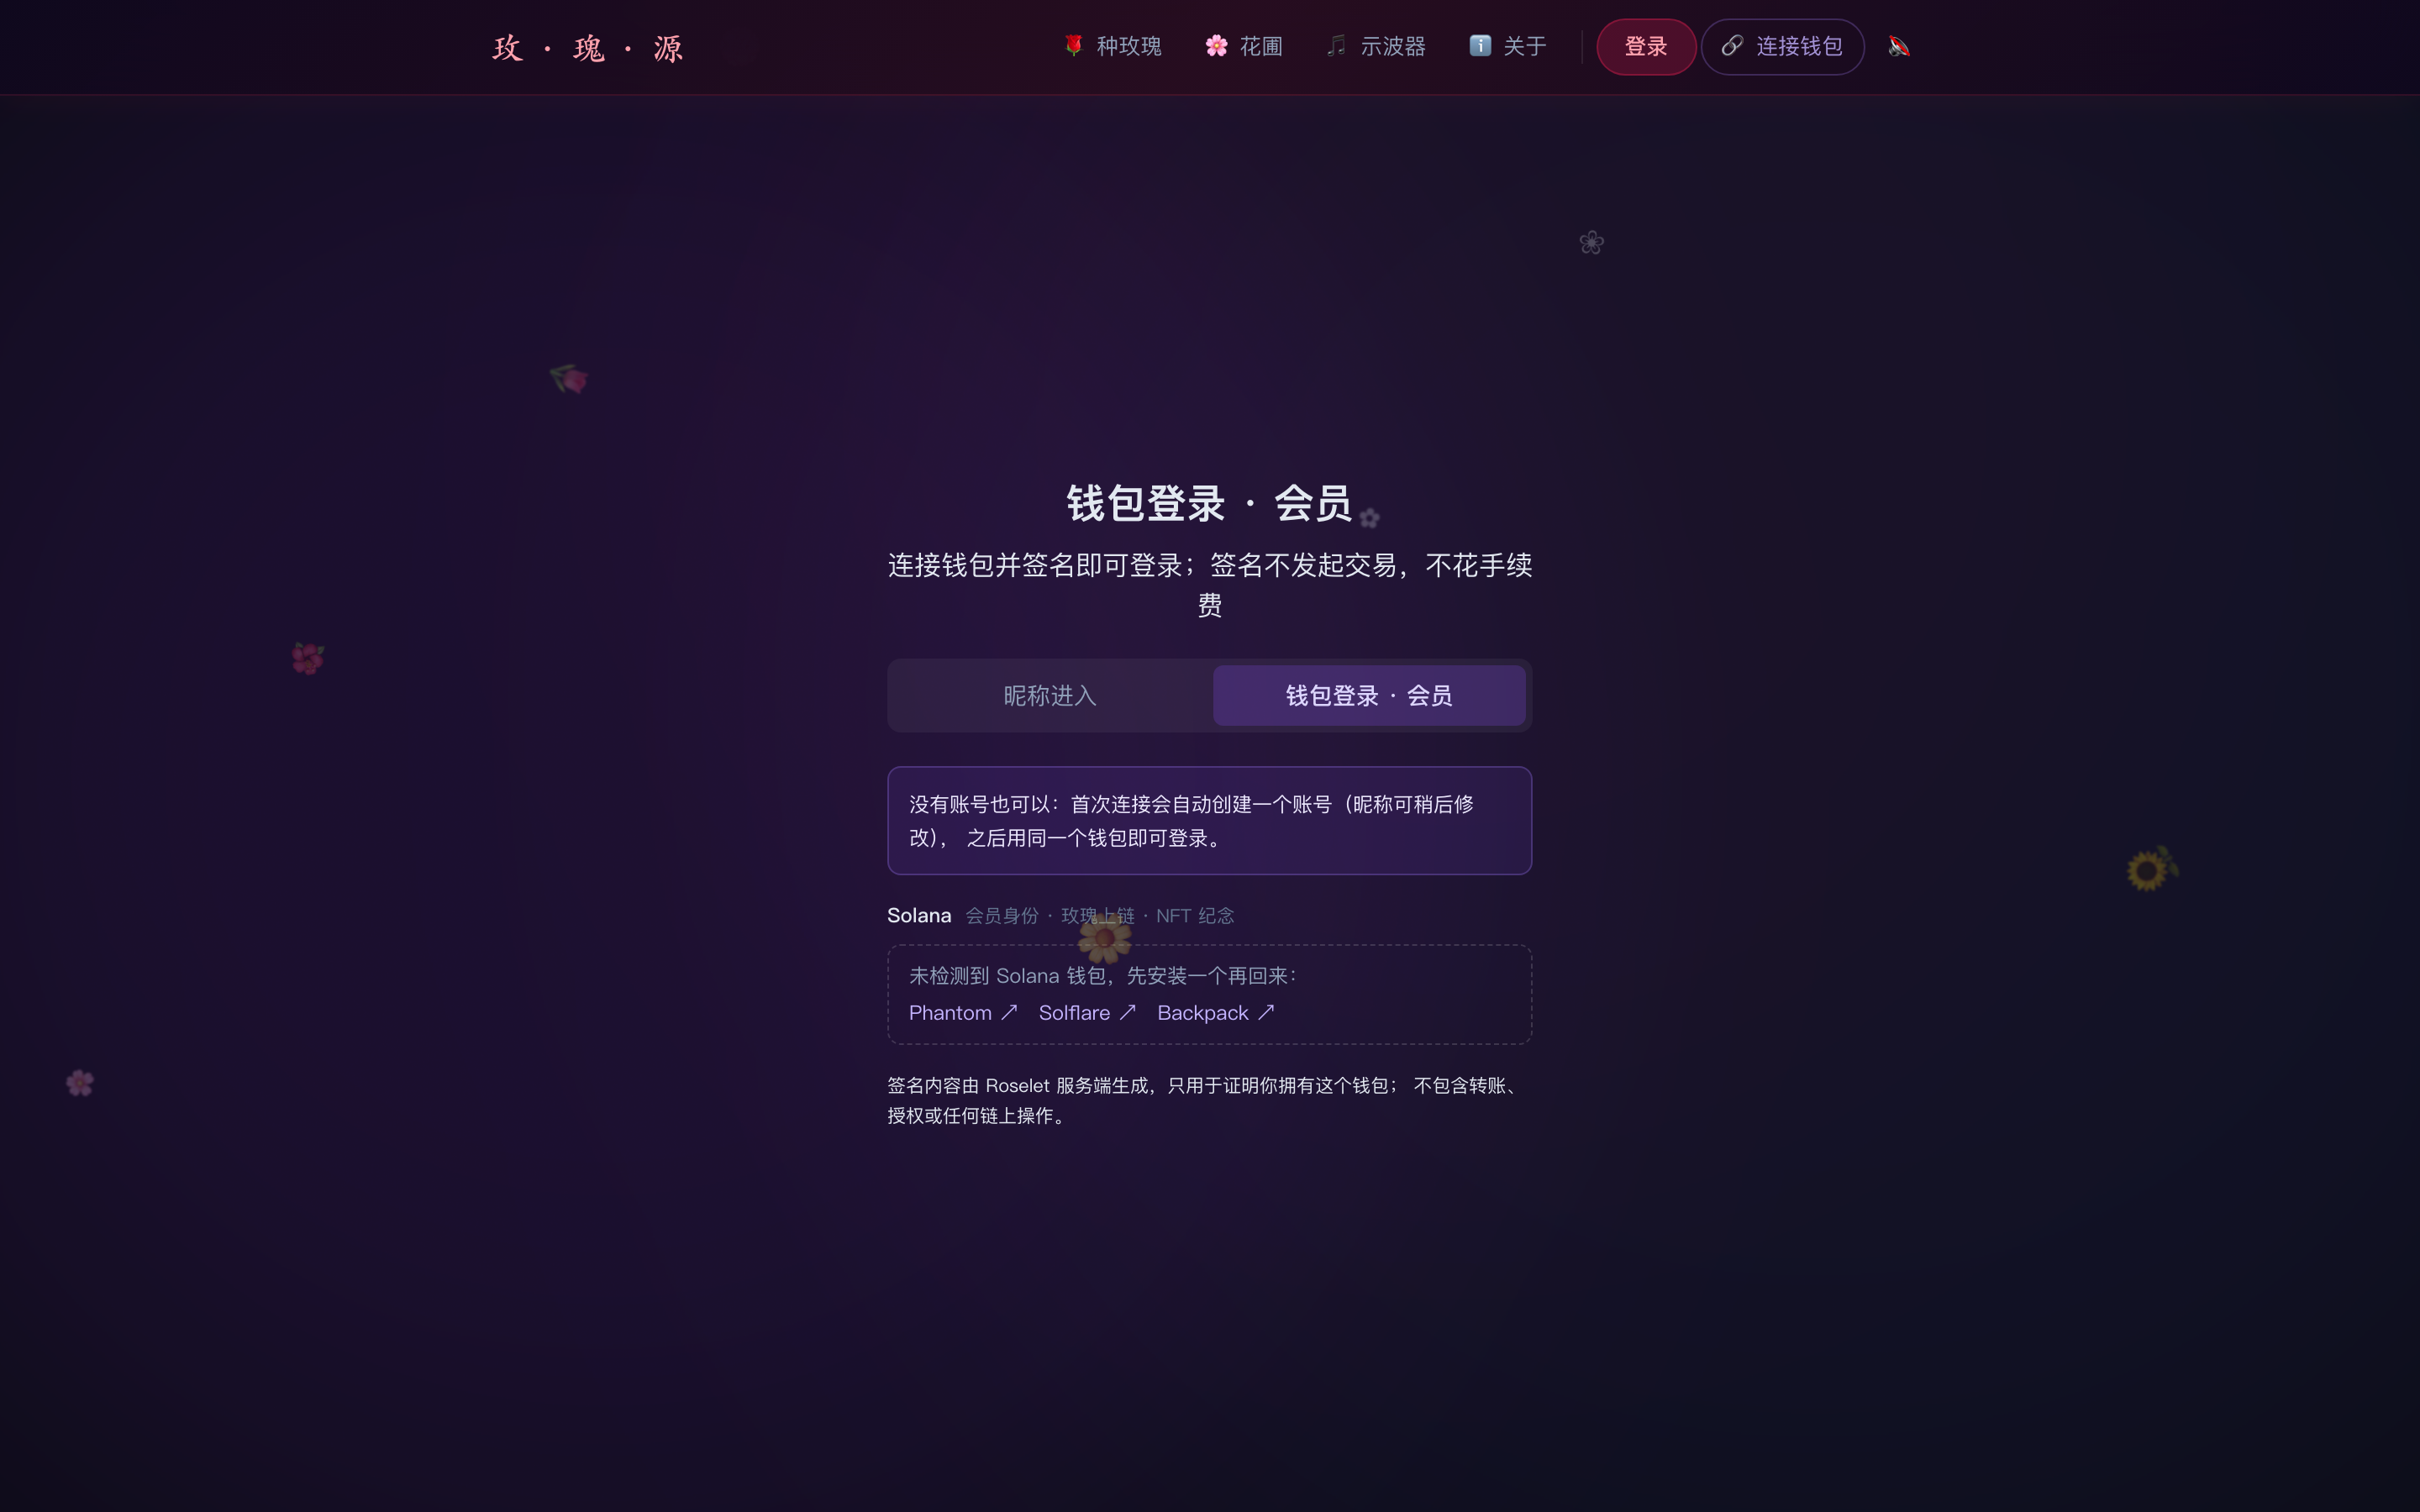 玫 · 瑰 · 源
种玫瑰 花圃 示波器 关于 登录 连接钱包
钱包登录 · 会员
连接钱包并签名即可登录；签名不发起交易，不花手续
费
昵称进入 钱包登录 · 会员
没有账号也可以：首次连接会自动创建一个账号（昵称可稍后修
改）， 之后用同一个钱包即可登录。
Solana 会员身份 · 玫瑰上链 · NFT 纪念
未检测到 Solana 钱包，先安装一个再回来：
Phantom ↗ Solflare ↗ Backpack ↗
签名内容由 Roselet 服务端生成，只用于证明你拥有这个钱包； 不包含转账、
授权或任何链上操作。